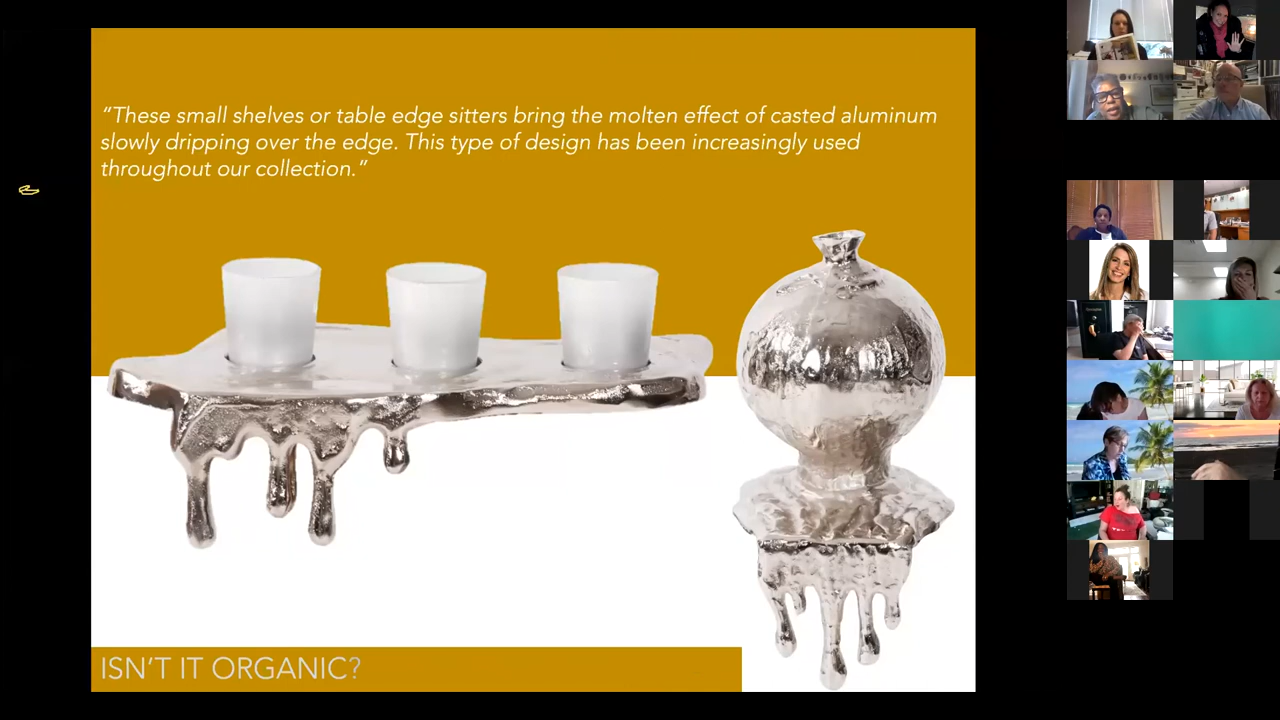 “These small shelves or table edge sitters bring the molten effect of casted aluminum
slowly dripping over the edge. This type of design has been increasingly used
throughout our collection.”
ISN’T IT ORGANIC?